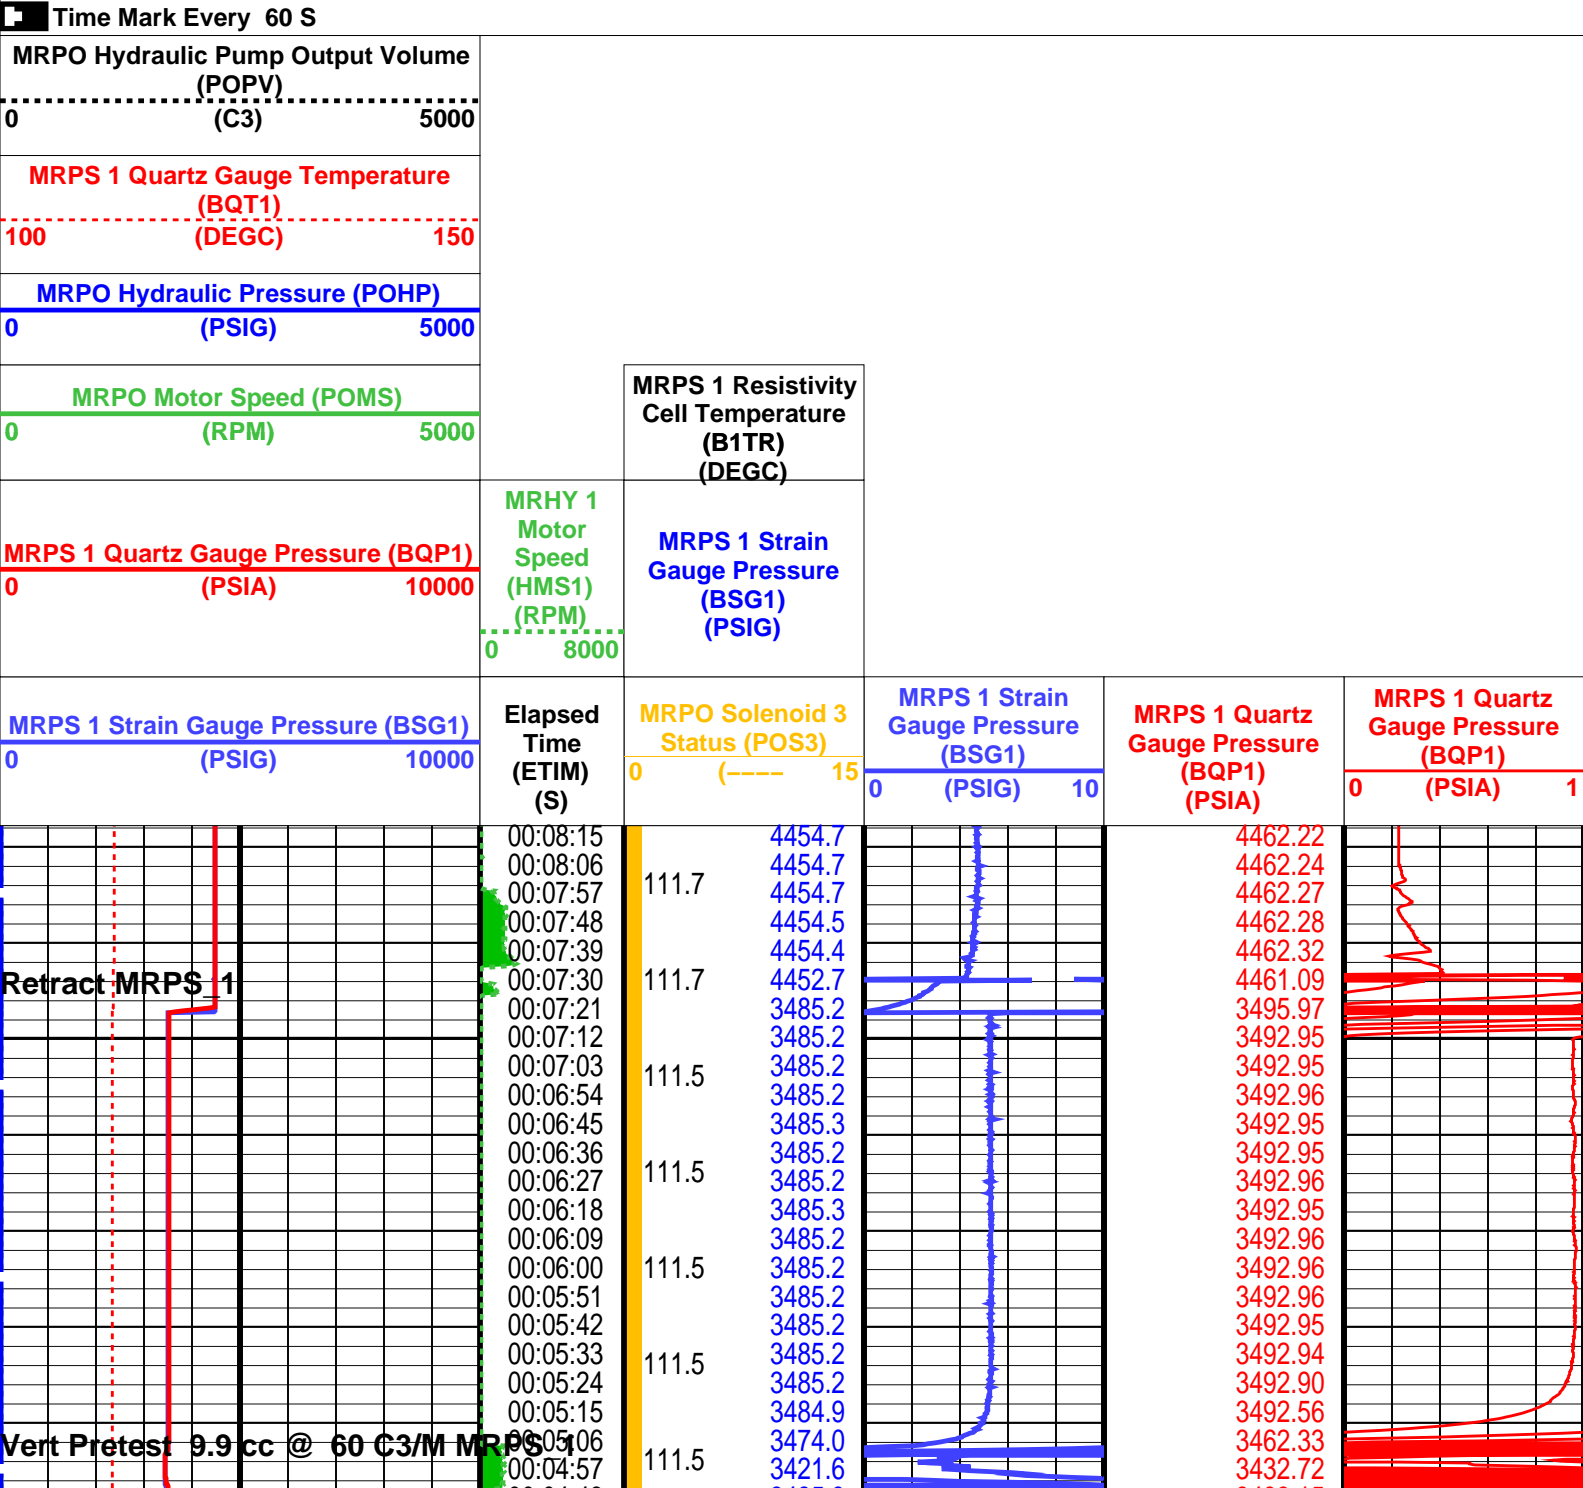 Time Mark Every 60 S
MRPO Hydraulic Pump Output Volume
(POPV)
0 (C3) 5000
MRPS 1 Quartz Gauge Temperature
(BQT1)
100 (DEGC) 150
MRPO Hydraulic Pressure (POHP)
0 (PSIG) 5000
MRPO Motor Speed (POMS)
0 (RPM) 5000
MRPS 1 Resistivity
Cell Temperature
(B1TR)
(DEGC)
MRPS 1 Quartz Gauge Pressure (BQP1)
0 (PSIA) 10000
MRHY 1
Motor
Speed
(HMS1)
(RPM)
0 8000
MRPS 1 Strain
Gauge Pressure
(BSG1)
(PSIG)
MRPS 1 Strain Gauge Pressure (BSG1)
0 (PSIG) 10000
Elapsed
Time
(ETIM)
(S)
MRPO Solenoid 3
Status (POS3)
0 (---- 15
MRPS 1 Strain
Gauge Pressure
(BSG1)
0 (PSIG) 10
MRPS 1 Quartz
Gauge Pressure
(BQP1)
(PSIA)
MRPS 1 Quartz
Gauge Pressure
(BQP1)
0 (PSIA) 1
00:08:15 4454.7 4462.22
00:08:06 4454.7 4462.24
111.7
00:07:57 4454.7 4462.27
00:07:48 4454.5 4462.28
00:07:39 4454.4 4462.32
Retract MRPS_1
00:07:30 111.7 4452.7 4461.09
00:07:21 3485.2 3495.97
00:07:12 3485.2 3492.95
00:07:03 3485.2 3492.95
111.5
00:06:54 3485.2 3492.96
00:06:45 3485.3 3492.95
00:06:36 3485.2 3492.95
111.5
00:06:27 3485.2 3492.96
00:06:18 3485.3 3492.95
00:06:09 3485.2 3492.96
00:06:00 111.5 3485.2 3492.96
00:05:51 3485.2 3492.96
00:05:42 3485.2 3492.95
00:05:33 3485.2 3492.94
111.5
00:05:24 3485.2 3492.90
00:05:15 3484.9 3492.56
Vert Pretest 9.9 cc @ 60 C3/M MRPS_1
00:05:06 3474.0 3462.33
111.5
00:04:57 3421.6 3432.72